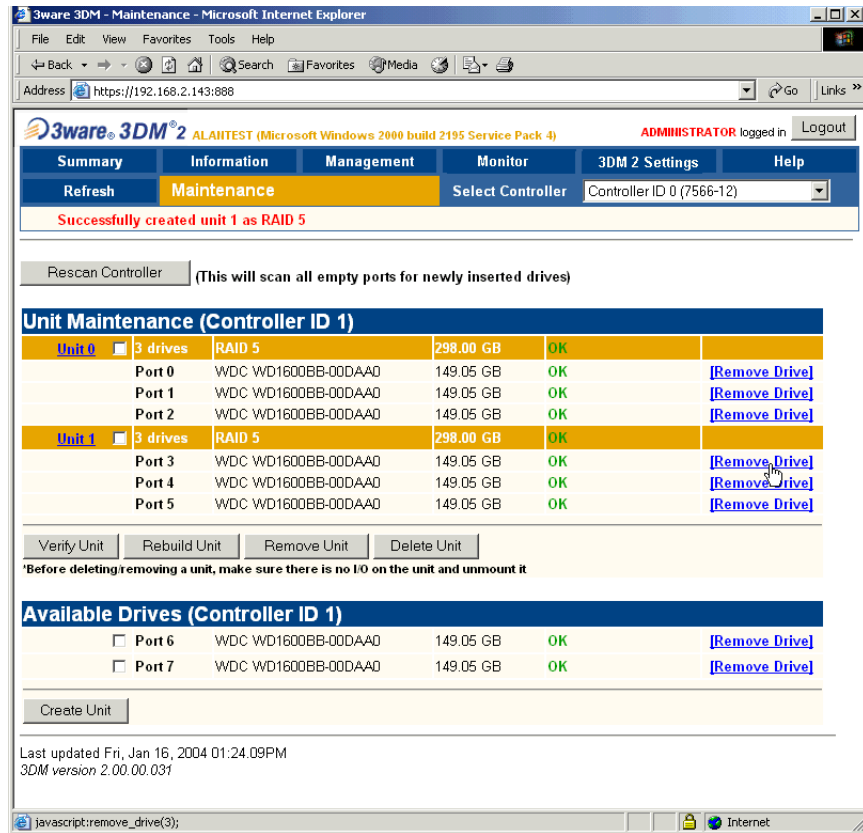 3ware 3DM - Maintenance - Microsoft Internet Explorer
File Edit View Favorites Tools Help
Back Search Favorites Media
Address https://192.168.2.143:888 Go Links »
3ware® 3DM®2 ALANTEST (Microsoft Windows 2000 build 2195 Service Pack 4) ADMINISTRATOR logged in Logout
Summary Information Management Monitor 3DM 2 Settings Help
Refresh Maintenance Select Controller Controller ID 0 (7566-12)
Successfully created unit 1 as RAID 5
Rescan Controller (This will scan all empty ports for newly inserted drives)
Unit Maintenance (Controller ID 1)
Unit 0 3 drives RAID 5 298.00 GB OK
Port 0 WDC WD1600BB-00DAA0 149.05 GB OK [Remove Drive]
Port 1 WDC WD1600BB-00DAA0 149.05 GB OK [Remove Drive]
Port 2 WDC WD1600BB-00DAA0 149.05 GB OK [Remove Drive]
Unit 1 3 drives RAID 5 298.00 GB OK
Port 3 WDC WD1600BB-00DAA0 149.05 GB OK [Remove Drive]
Port 4 WDC WD1600BB-00DAA0 149.05 GB OK [Remove Drive]
Port 5 WDC WD1600BB-00DAA0 149.05 GB OK [Remove Drive]
Verify Unit Rebuild Unit Remove Unit Delete Unit
*Before deleting/removing a unit, make sure there is no I/O on the unit and unmount it
Available Drives (Controller ID 1)
Port 6 WDC WD1600BB-00DAA0 149.05 GB OK [Remove Drive]
Port 7 WDC WD1600BB-00DAA0 149.05 GB OK [Remove Drive]
Create Unit
Last updated Fri, Jan 16, 2004 01:24.09PM
3DM version 2.00.00.031
javascript:remove_drive(3); Internet